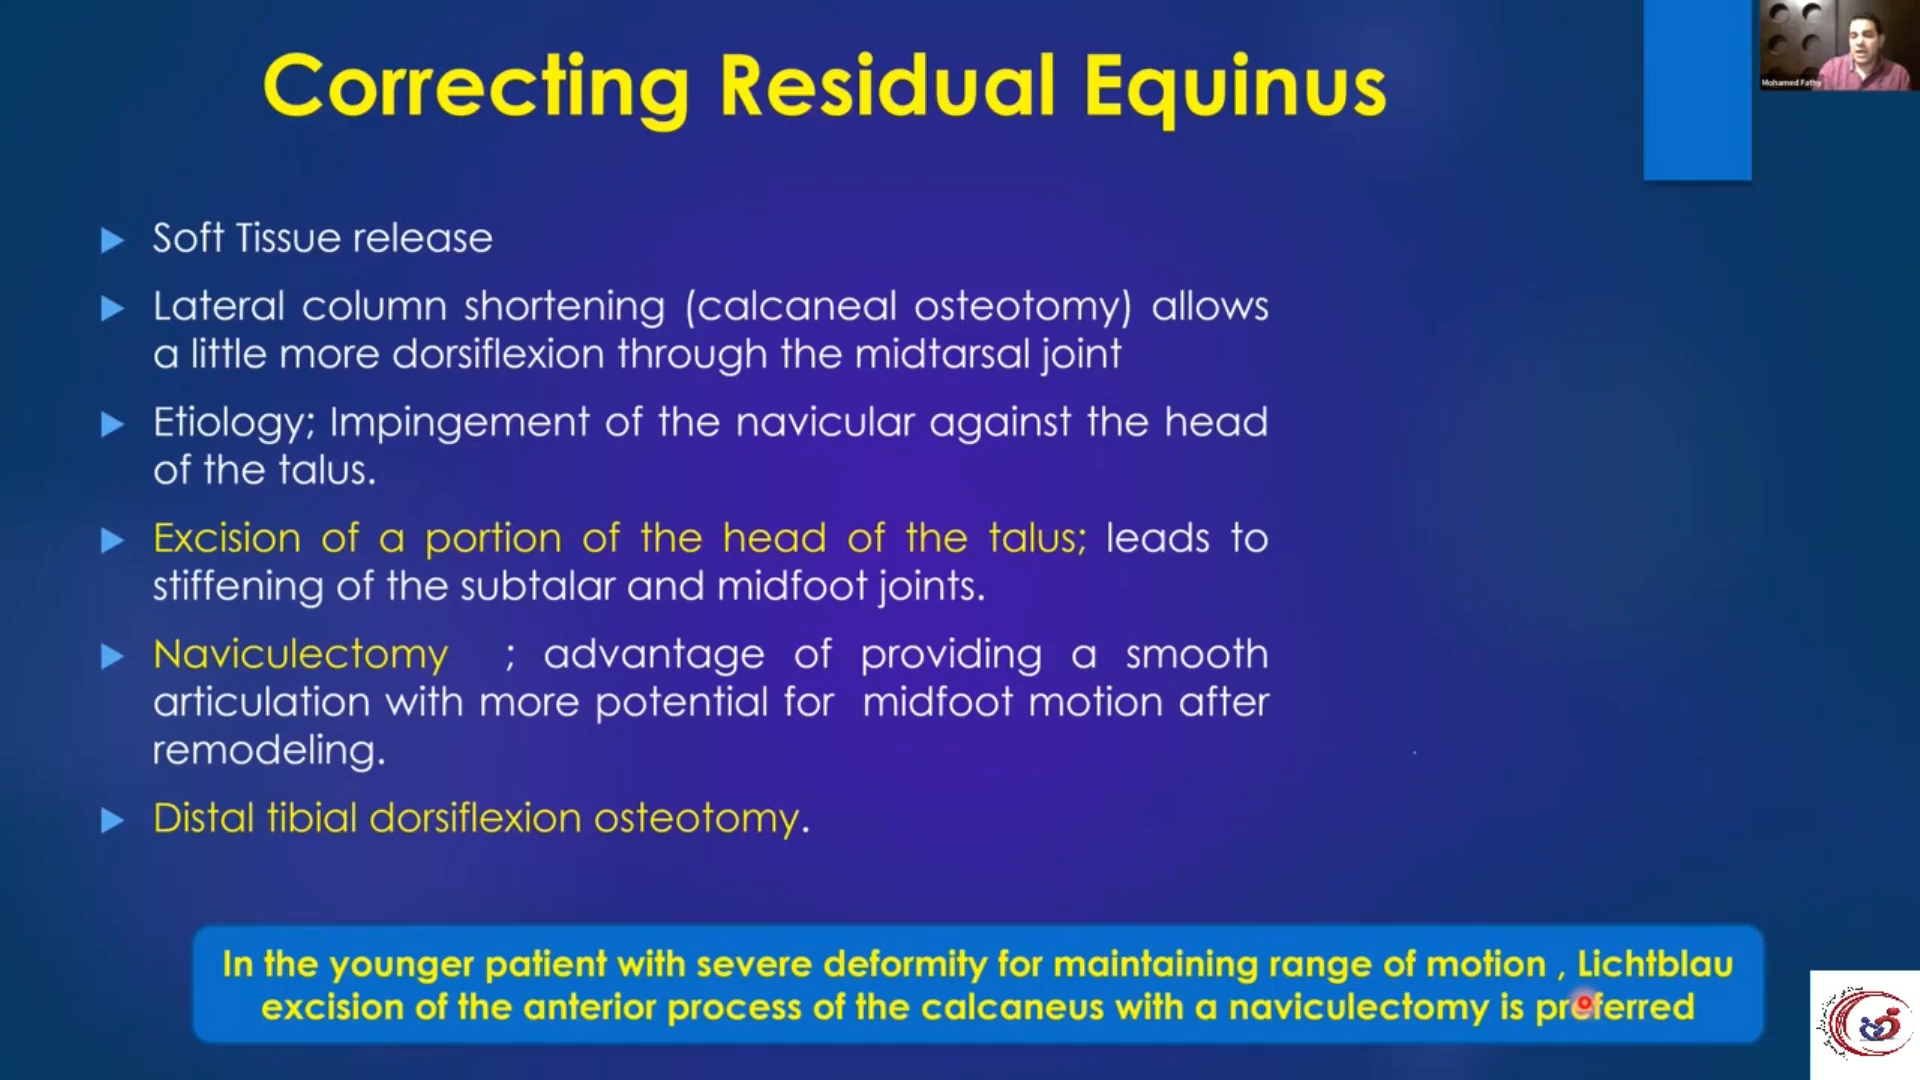 Correcting Residual Equinus
Mohamed Fathy
Soft Tissue release
Lateral column shortening (calcaneal osteotomy) allows
a little more dorsiflexion through the midtarsal joint
Etiology; Impingement of the navicular against the head
of the talus.
Excision of a portion of the head of the talus; leads to
stiffening of the subtalar and midfoot joints.
Naviculectomy ; advantage of providing a smooth
articulation with more potential for midfoot motion after
remodeling.
Distal tibial dorsiflexion osteotomy.
In the younger patient with severe deformity for maintaining range of motion , Lichtblau
excision of the anterior process of the calcaneus with a naviculectomy is preferred